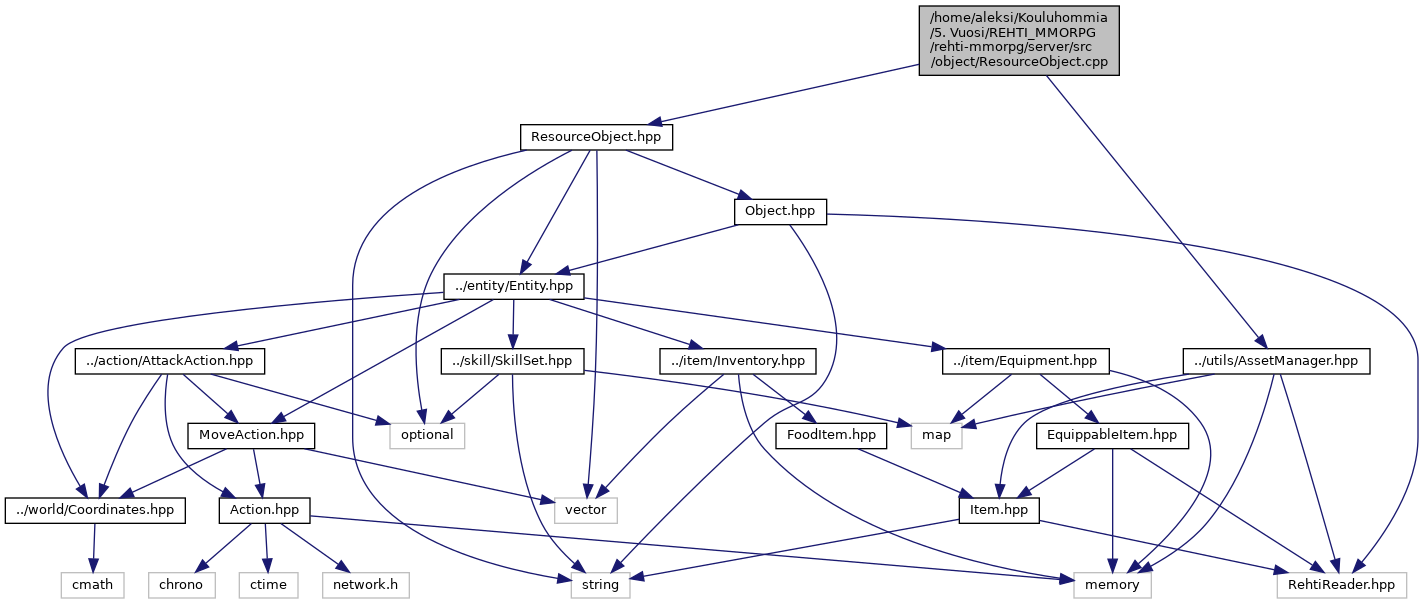 /home/aleksi/Kouluhommia
/5. Vuosi/REHTI_MMORPG
/rehti-mmorpg/server/src
/object/ResourceObject.cpp
ResourceObject.hpp
Object.hpp
../entity/Entity.hpp
../action/AttackAction.hpp
../skill/SkillSet.hpp
../item/Inventory.hpp
../item/Equipment.hpp
../utils/AssetManager.hpp
MoveAction.hpp
optional
FoodItem.hpp
map
EquippableItem.hpp
../world/Coordinates.hpp
Action.hpp
vector
Item.hpp
cmath
chrono
ctime
network.h
string
memory
RehtiReader.hpp